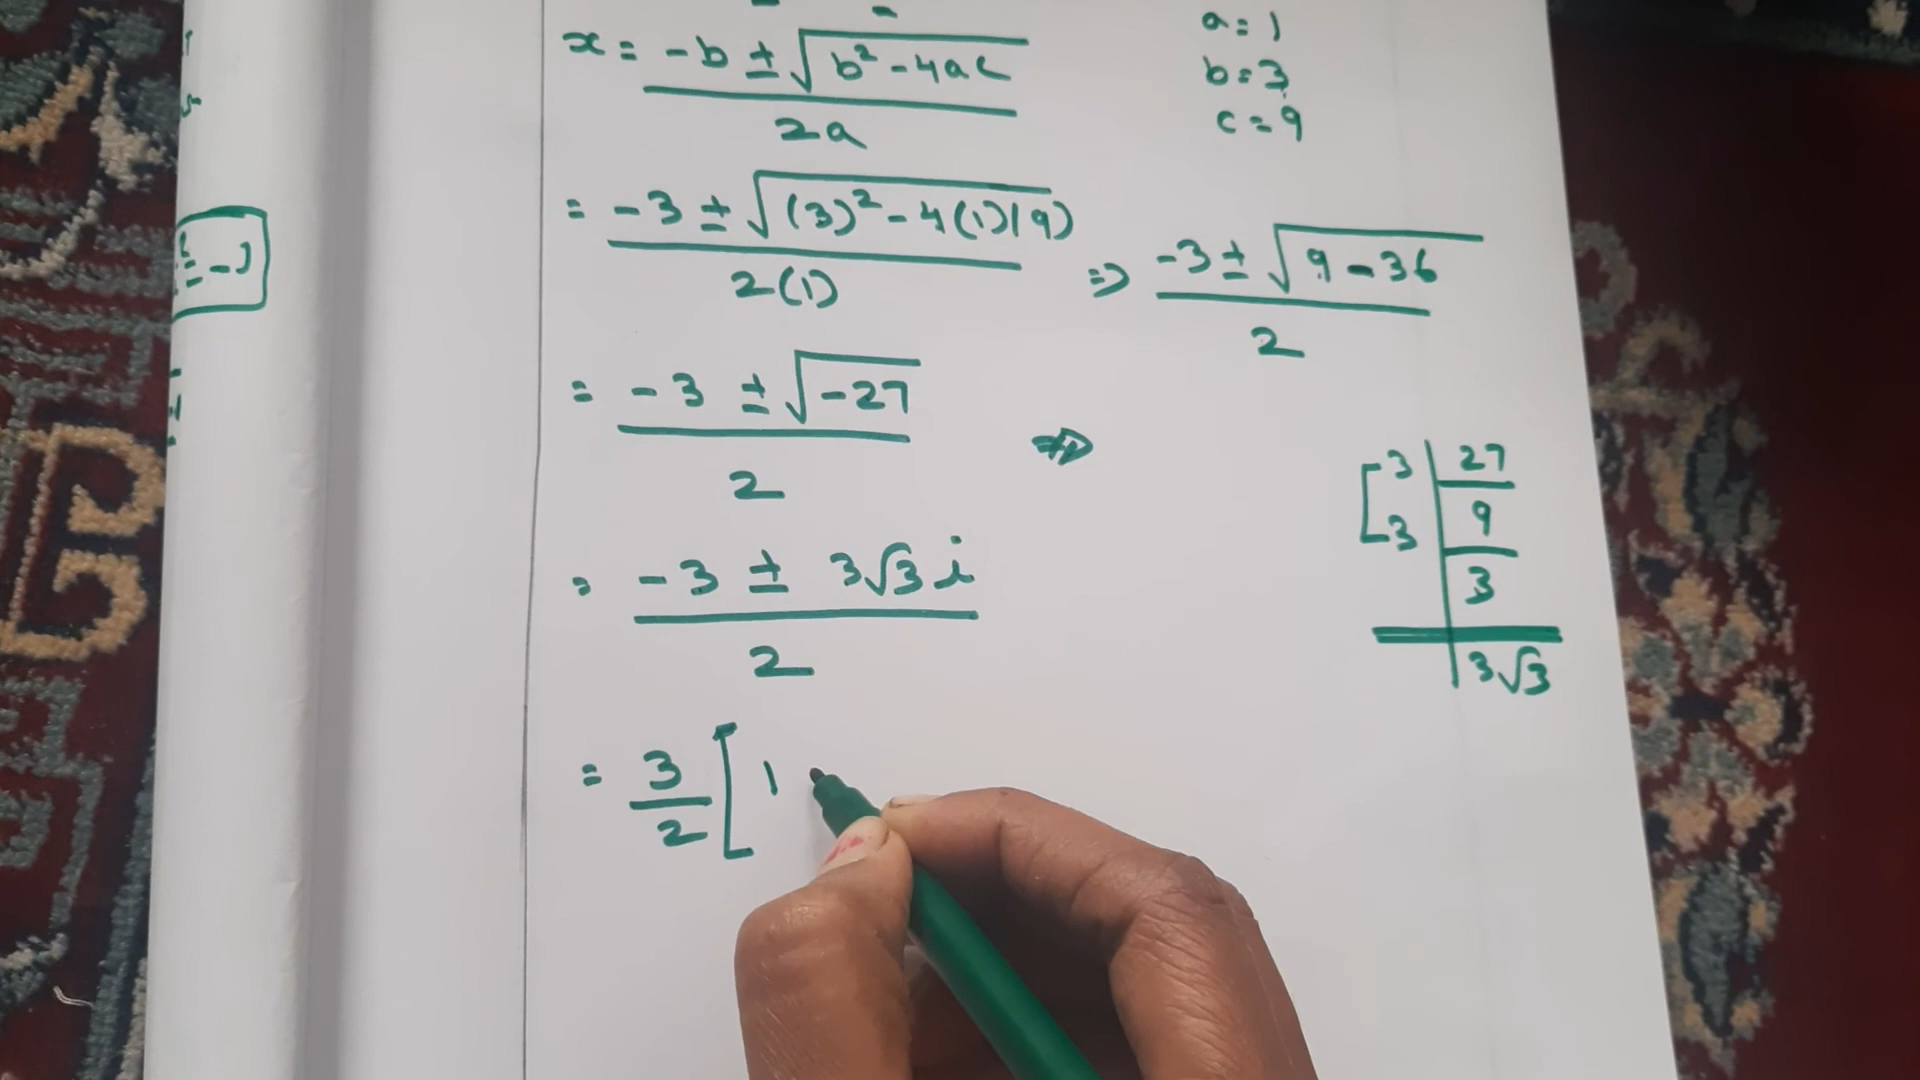 x = -b ± √b² - 4ac
2a
a = 1
b = 3
c = 9
= -3 ± √(3)² - 4(1)(9)
2(1)
⇒ -3 ± √9 - 36
2
= -3 ± √-27
2
⇒
3 | 27
3 | 9
3
3√3
= -3 ± 3√3 i
2
= 3
2 [ 1